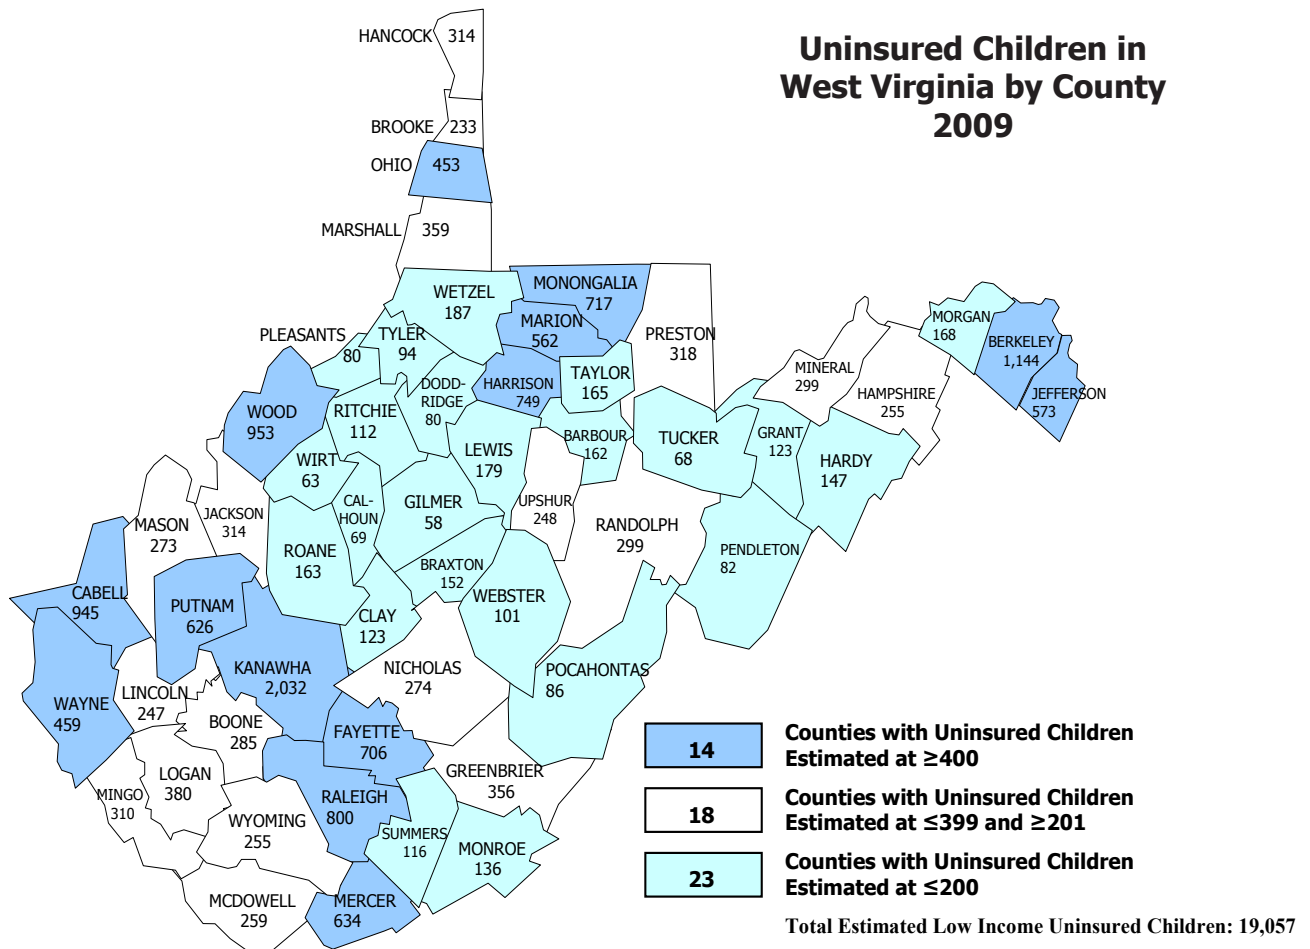 Uninsured Children in
West Virginia by County
2009
HANCOCK 314
BROOKE 233
OHIO 453
MARSHALL 359
WETZEL
187
MONONGALIA
717
MARION
562
PRESTON
318
PLEASANTS
80
TYLER
94
TAYLOR
165
HARRISON
749
DODD-
RIDGE
80
MORGAN
168
BERKELEY
1,144
JEFFERSON
573
MINERAL
299
HAMPSHIRE
255
WOOD
953
RITCHIE
112
BARBOUR
162
TUCKER
68
GRANT
123
HARDY
147
WIRT
63
LEWIS
179
CAL-
HOUN
69
GILMER
58
UPSHUR
248
RANDOLPH
299
JACKSON
314
MASON
273
ROANE
163
BRAXTON
152
PENDLETON
82
CABELL
945
PUTNAM
626
CLAY
123
WEBSTER
101
KANAWHA
2,032
NICHOLAS
274
POCAHONTAS
86
WAYNE
459
LINCOLN
247
BOONE
285
FAYETTE
706
LOGAN
380
GREENBRIER
356
MINGO
310
RALEIGH
800
WYOMING
255
SUMMERS
116
MONROE
136
MCDOWELL
259
MERCER
634
14 Counties with Uninsured Children
Estimated at ≥400
18 Counties with Uninsured Children
Estimated at ≤399 and ≥201
23 Counties with Uninsured Children
Estimated at ≤200
Total Estimated Low Income Uninsured Children: 19,057